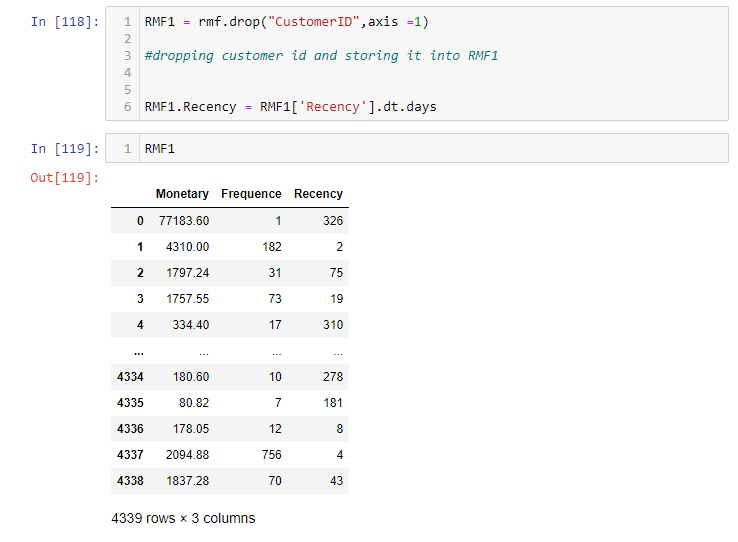 In [118]:
1 RMF1 = rmf.drop("CustomerID",axis =1)
2
3 #dropping customer id and storing it into RMF1
4
5
6 RMF1.Recency = RMF1['Recency'].dt.days
In [119]:
1 RMF1
Out[119]:
Monetary Frequence Recency
0 77183.60 1 326
1 4310.00 182 2
2 1797.24 31 75
3 1757.55 73 19
4 334.40 17 310
... ... ... ...
4334 180.60 10 278
4335 80.82 7 181
4336 178.05 12 8
4337 2094.88 756 4
4338 1837.28 70 43
4339 rows × 3 columns